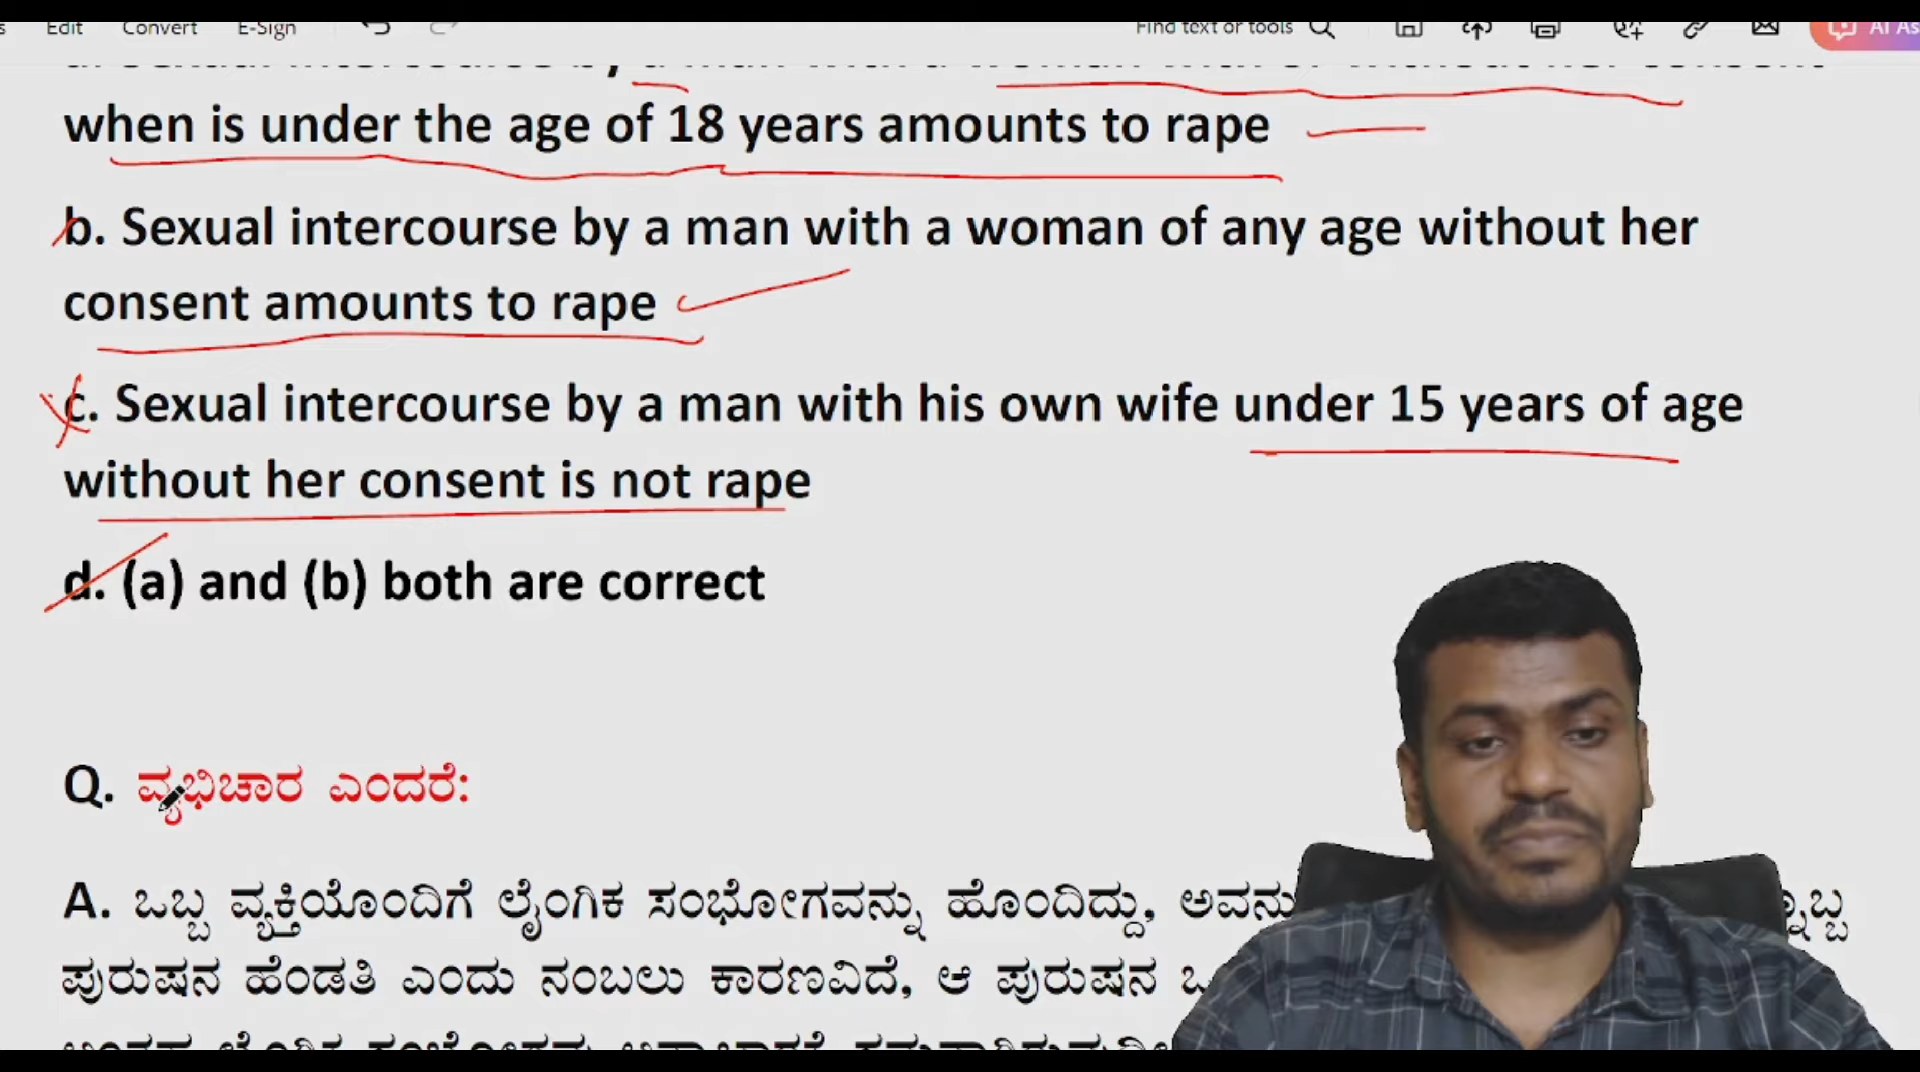 Edit Convert E-Sign Find text or tools
when is under the age of 18 years amounts to rape
b. Sexual intercourse by a man with a woman of any age without her
consent amounts to rape
c. Sexual intercourse by a man with his own wife under 15 years of age
without her consent is not rape
d. (a) and (b) both are correct
Q. ವ್ಯಭಿಚಾರ ಎಂದರೆ:
A. ಒಬ್ಬ ವ್ಯಕ್ತಿಯೊಂದಿಗೆ ಲೈಂಗಿಕ ಸಂಭೋಗವನ್ನು ಹೊಂದಿದ್ದು, ಅವನು
ಪುರುಷನ ಹೆಂಡತಿ ಎಂದು ನಂಬಲು ಕಾರಣವಿದೆ, ಆ ಪುರುಷನ